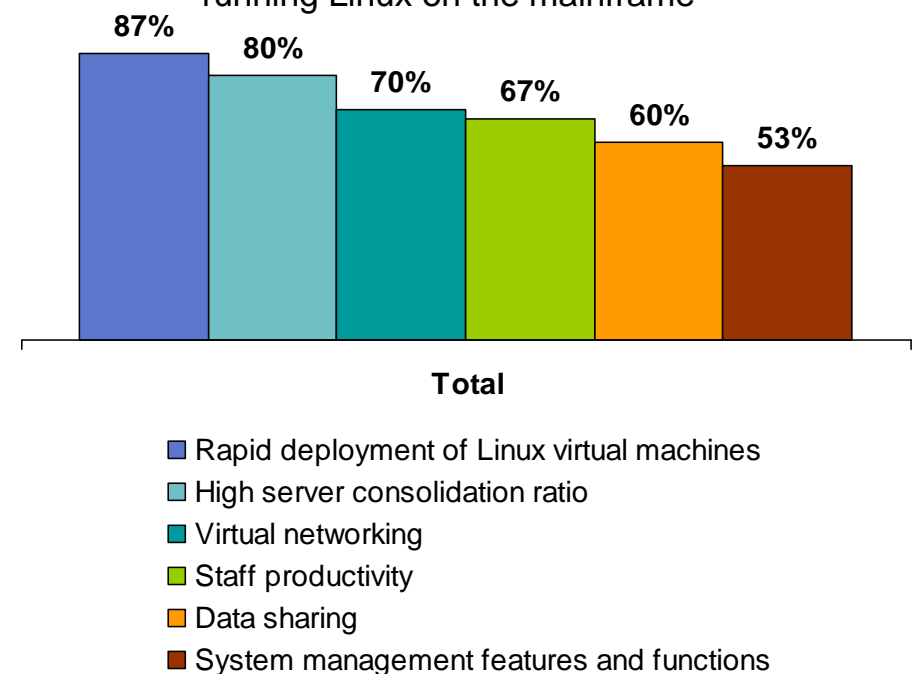 running Linux on the mainframe
87%
80%
70%
67%
60%
53%
Total
Rapid deployment of Linux virtual machines
High server consolidation ratio
Virtual networking
Staff productivity
Data sharing
System management features and functions